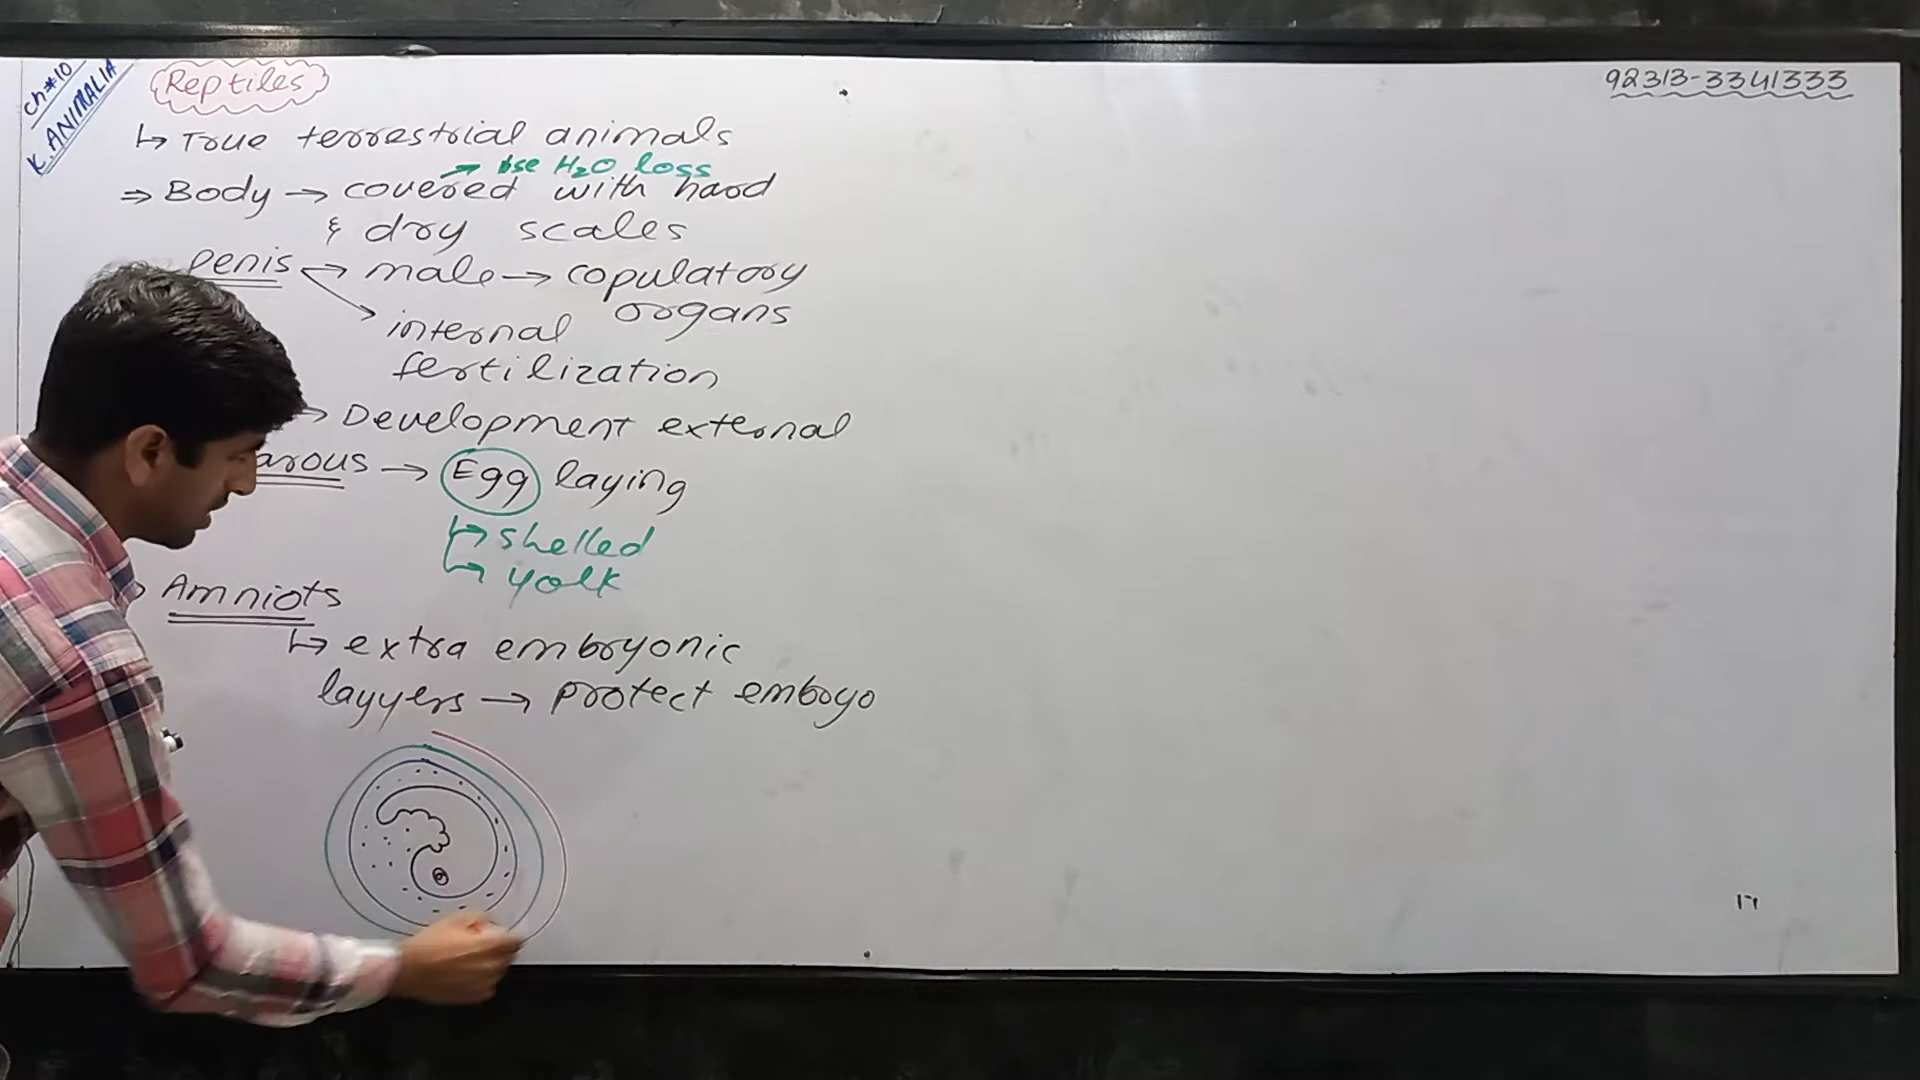 Ch#10
K. ANIMALIA
Reptiles
92313-3341333
↳ True terrestrial animals
→ H2O loss
⇒ Body → covered with hard
& dry scales
Penis → male → copulatory
organs
internal
fertilization
→ Development external
arous → Egg laying
↳ shelled
↳ yolk
Amniots
↳ extra embryonic
layyers → protect embryo
17